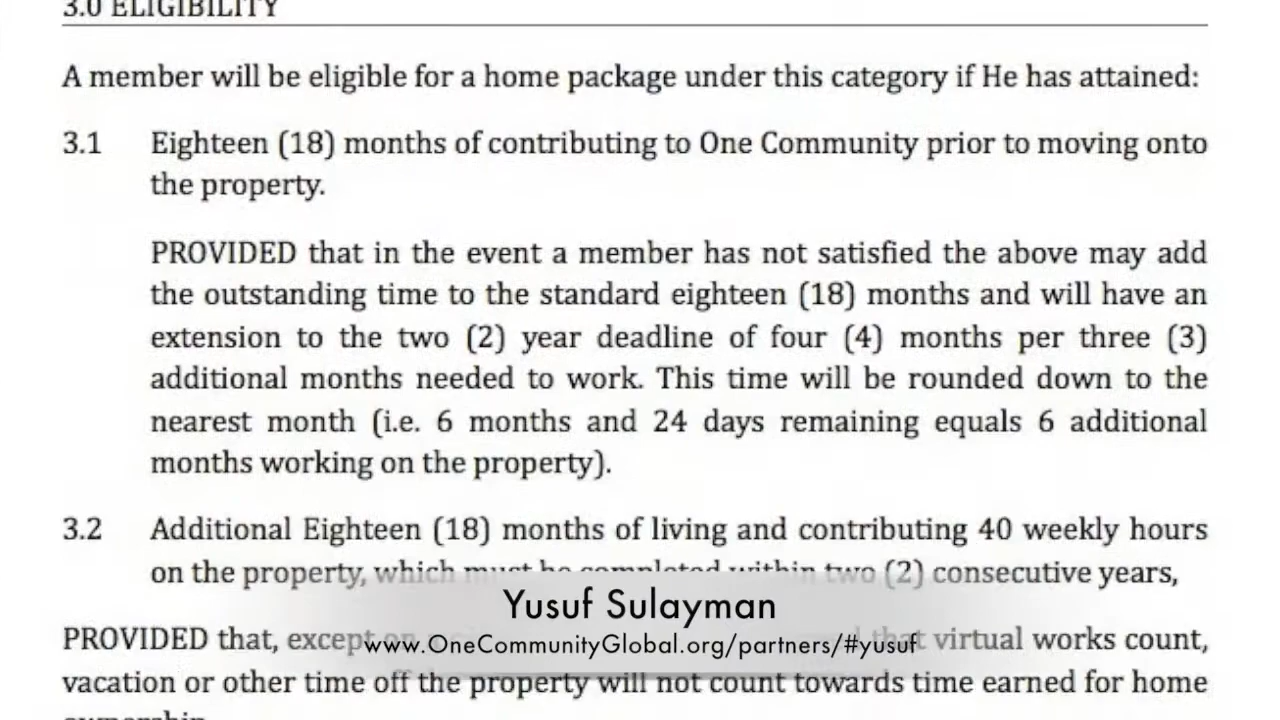 3.0 ELIGIBILITY
A member will be eligible for a home package under this category if He has attained:
3.1 Eighteen (18) months of contributing to One Community prior to moving onto
the property.
PROVIDED that in the event a member has not satisfied the above may add
the outstanding time to the standard eighteen (18) months and will have an
extension to the two (2) year deadline of four (4) months per three (3)
additional months needed to work. This time will be rounded down to the
nearest month (i.e. 6 months and 24 days remaining equals 6 additional
months working on the property).
3.2 Additional Eighteen (18) months of living and contributing 40 weekly hours
on the property, which must be completed within two (2) consecutive years,
Yusuf Sulayman
PROVIDED that, except that virtual works count,
www.OneCommunityGlobal.org/partners/#yusuf
vacation or other time off the property will not count towards time earned for home
ownership